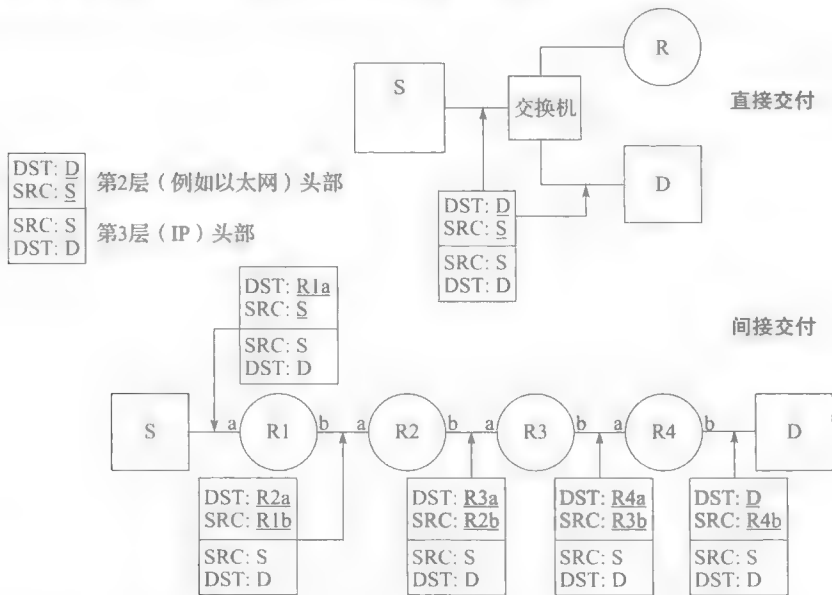 R
S
交换机
直接交付
D
DST: D
SRC: S
第2层（例如以太网）头部
SRC: S
DST: D
第3层（IP）头部
DST: D
SRC: S
SRC: S
DST: D
间接交付
DST: R1a
SRC: S
SRC: S
DST: D
S
a
R1
b
a
R2
b
a
R3
b
a
R4
b
D
DST: R2a
SRC: R1b
SRC: S
DST: D
DST: R3a
SRC: R2b
SRC: S
DST: D
DST: R4a
SRC: R3b
SRC: S
DST: D
DST: D
SRC: R4b
SRC: S
DST: D